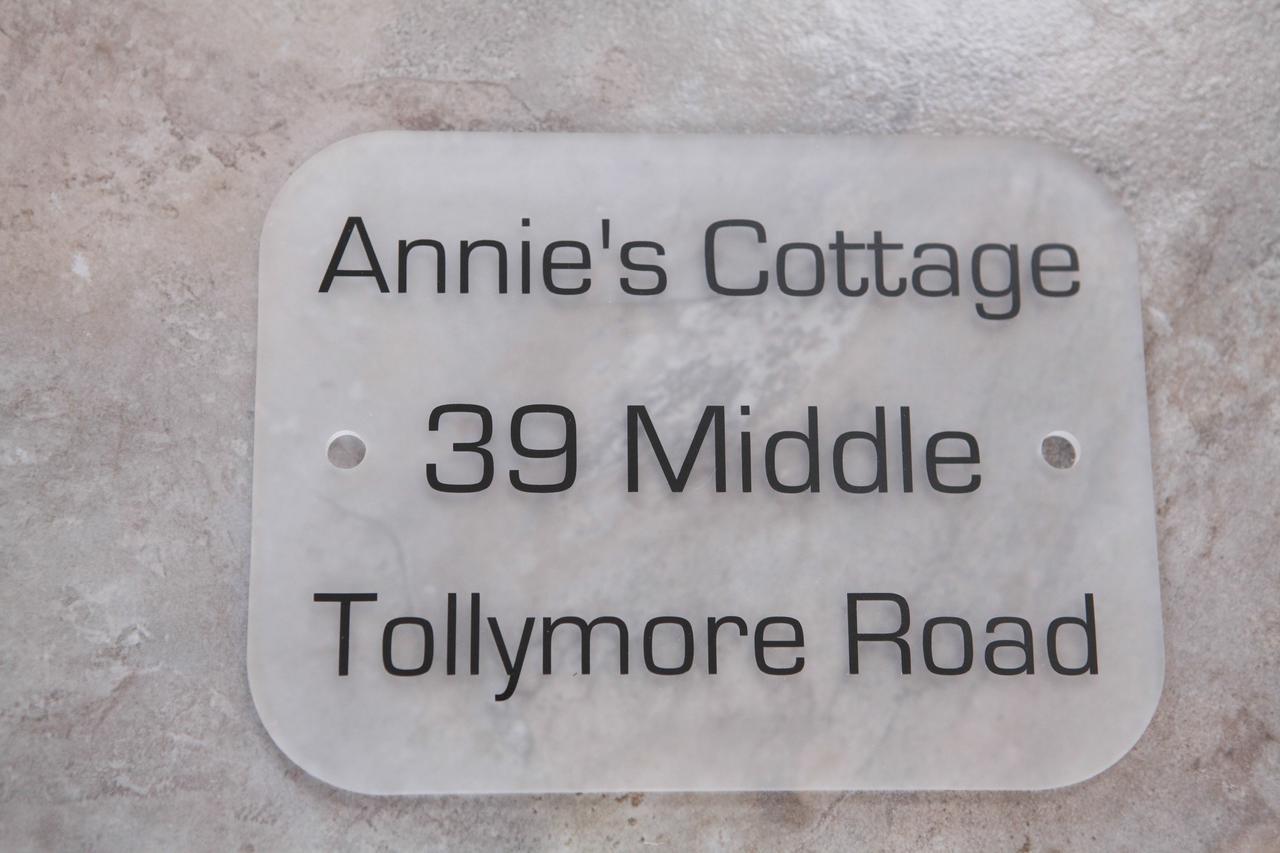 Annie's Cottage
39 Middle
Tollymore Road